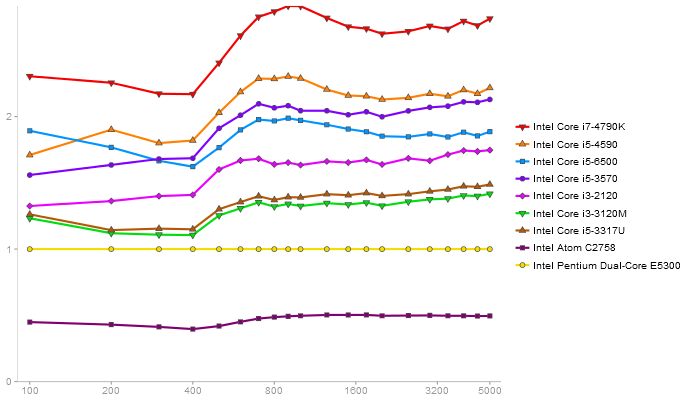 2
1
0
100
200
400
800
1600
3200
5000
Intel Core i7-4790K
Intel Core i5-4590
Intel Core i5-6500
Intel Core i5-3570
Intel Core i3-2120
Intel Core i3-3120M
Intel Core i5-3317U
Intel Atom C2758
Intel Pentium Dual-Core E5300